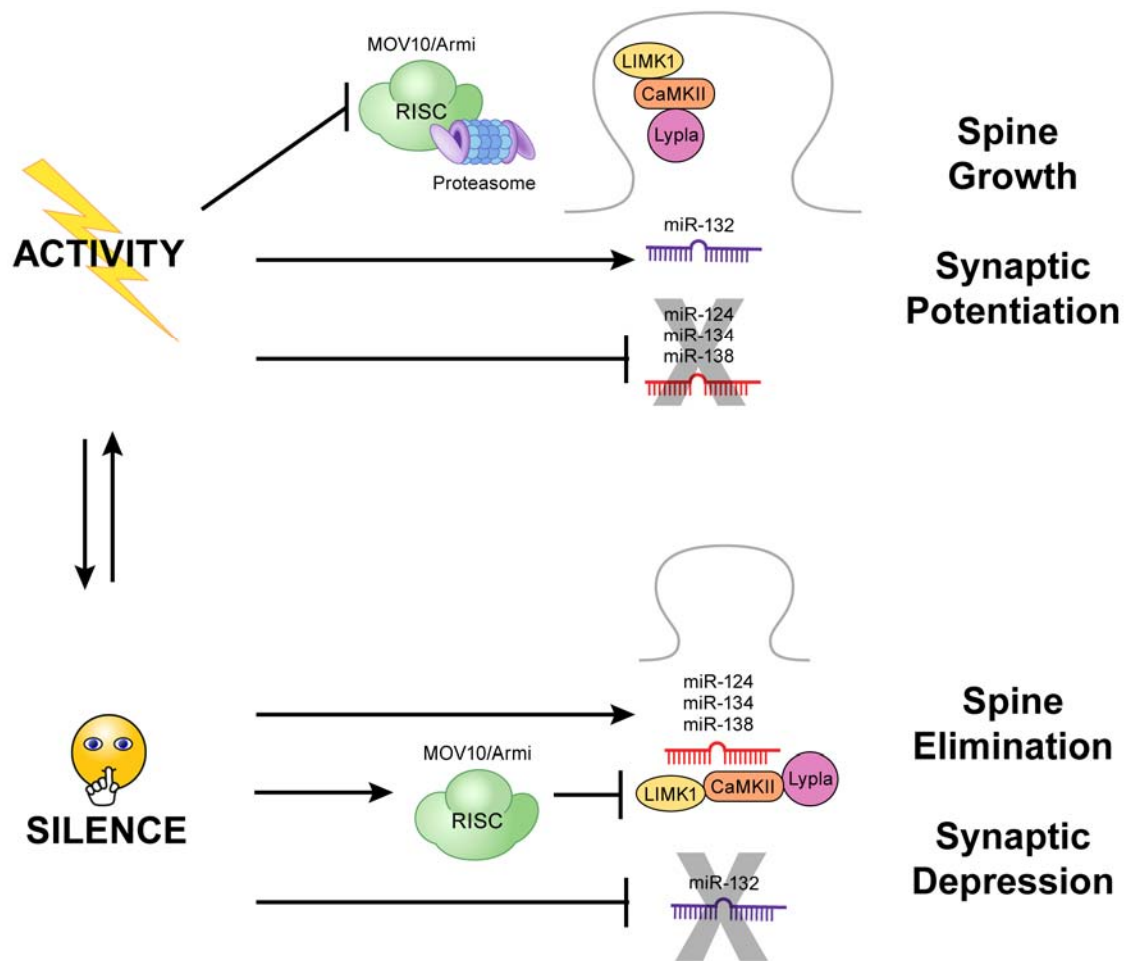 MOV10/Armi
RISC
Proteasome
LIMK1
CaMKII
Lypla
Spine
Growth
ACTIVITY
miR-132
Synaptic
Potentiation
miR-124
miR-134
miR-138
miR-124
miR-134
miR-138
Spine
Elimination
MOV10/Armi
RISC
LIMK1
CaMKII
Lypla
SILENCE
Synaptic
Depression
miR-132